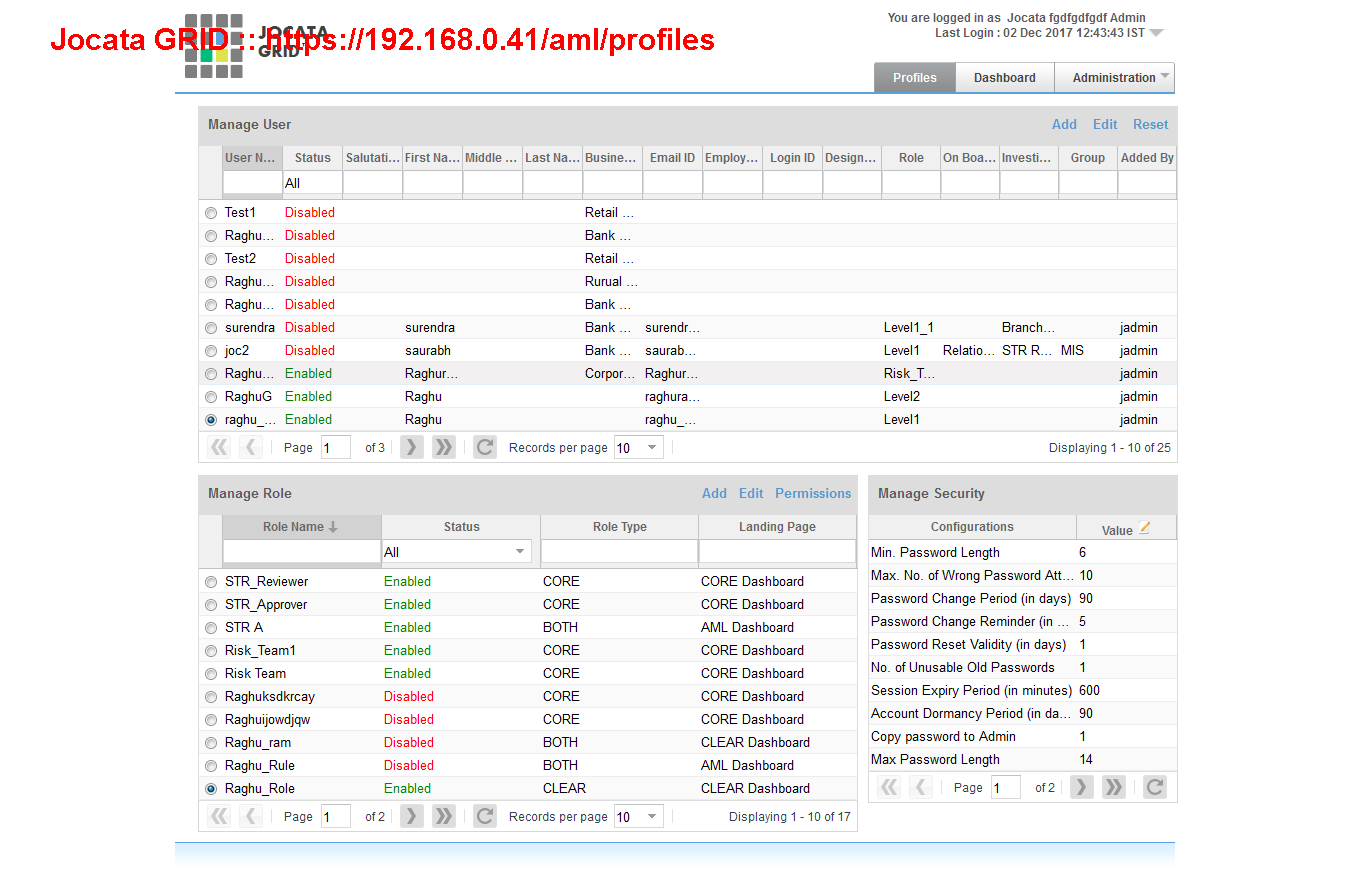 You are logged in as Jocata fgdfgdfgdf Admin
Jocata GRID :: https://192.168.0.41/aml/profiles
JOCATA
GRID
Last Login : 02 Dec 2017 12:43:43 IST
Profiles Dashboard Administration
Manage User Add Edit Reset
User N... Status Salutati... First Na... Middle ... Last Na... Busine... Email ID Employ... Login ID Design... Role On Boa... Investi... Group Added By
All
Test1 Disabled Retail ...
Raghu... Disabled Bank ...
Test2 Disabled Retail ...
Raghu... Disabled Rurual ...
Raghu... Disabled Bank ...
surendra Disabled surendra Bank ... surendr... Level1_1 Branch... jadmin
joc2 Disabled saurabh Bank ... saurab... Level1 Relatio... STR R... MIS jadmin
Raghu... Enabled Raghur... Corpor... Raghur... Risk_T... jadmin
RaghuG Enabled Raghu raghura... Level2 jadmin
raghu_... Enabled Raghu raghu_... Level1 jadmin
Page 1 of 3 Records per page 10 Displaying 1 - 10 of 25
Manage Role Add Edit Permissions
Role Name Status Role Type Landing Page
All
STR_Reviewer Enabled CORE CORE Dashboard
STR_Approver Enabled CORE CORE Dashboard
STR A Enabled BOTH AML Dashboard
Risk_Team1 Enabled CORE CORE Dashboard
Risk Team Enabled CORE CORE Dashboard
Raghuksdkrcay Disabled CORE CORE Dashboard
Raghuijowdjqw Disabled CORE CORE Dashboard
Raghu_ram Disabled BOTH CLEAR Dashboard
Raghu_Rule Disabled BOTH AML Dashboard
Raghu_Role Enabled CLEAR CLEAR Dashboard
Page 1 of 2 Records per page 10 Displaying 1 - 10 of 17
Manage Security
Configurations Value
Min. Password Length 6
Max. No. of Wrong Password Att... 10
Password Change Period (in days) 90
Password Change Reminder (in ... 5
Password Reset Validity (in days) 1
No. of Unusable Old Passwords 1
Session Expiry Period (in minutes) 600
Account Dormancy Period (in da... 90
Copy password to Admin 1
Max Password Length 14
Page 1 of 2